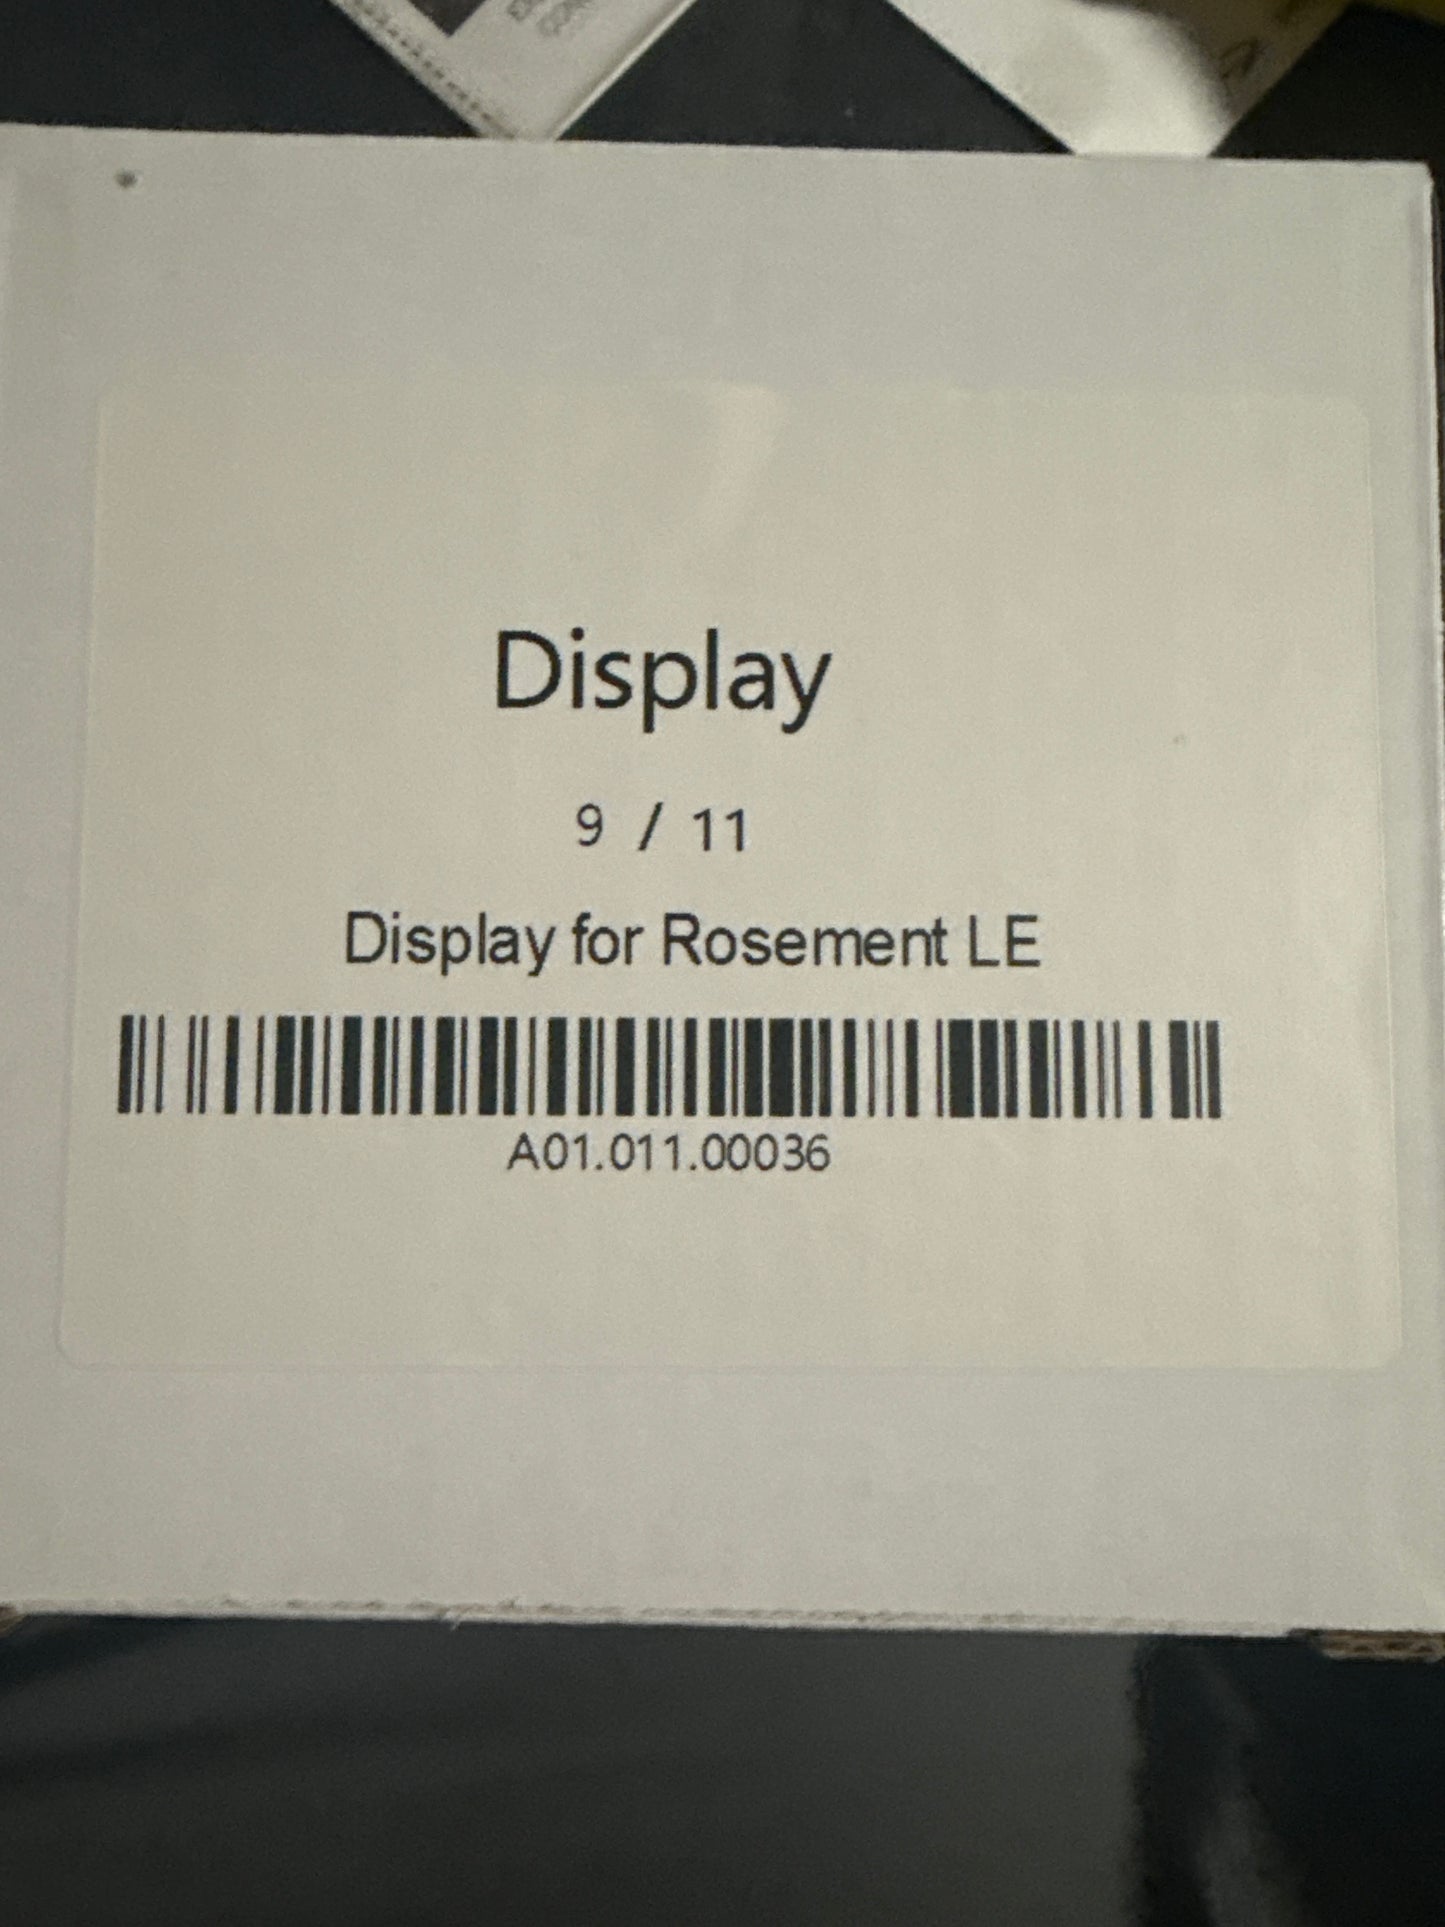 Display
9 / 11
Display for Rosement LE
A01.011.00036